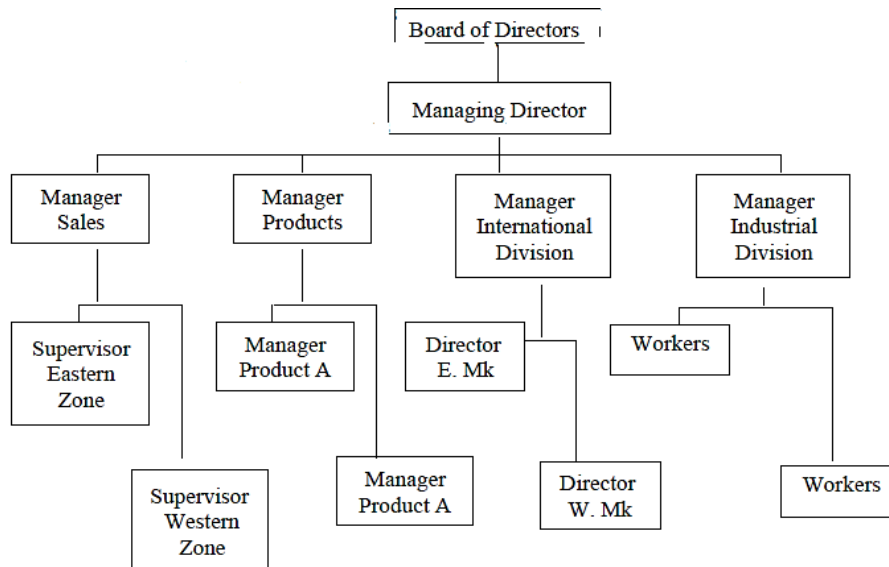 Board of Directors
Managing Director
Manager
Sales
Manager
Products
Manager
International
Division
Manager
Industrial
Division
Supervisor
Eastern
Zone
Manager
Product A
Director
E. Mk
Workers
Supervisor
Western
Zone
Manager
Product A
Director
W. Mk
Workers